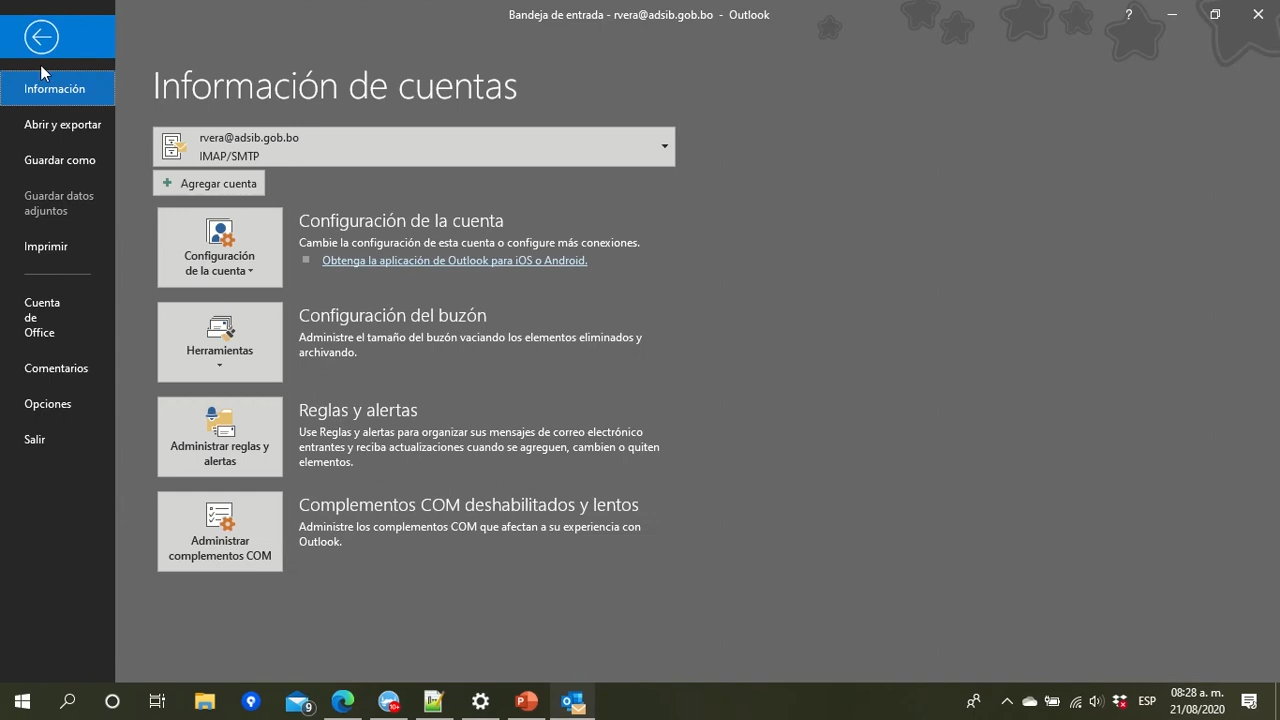 Bandeja de entrada - rvera@adsib.gob.bo - Outlook
?
Información
Abrir y exportar
Guardar como
Guardar datos
adjuntos
Imprimir
Cuenta
de
Office
Comentarios
Opciones
Salir
Información de cuentas
rvera@adsib.gob.bo
IMAP/SMTP
Agregar cuenta
Configuración
de la cuenta
Configuración de la cuenta
Cambie la configuración de esta cuenta o configure más conexiones.
Obtenga la aplicación de Outlook para iOS o Android.
Herramientas
Configuración del buzón
Administre el tamaño del buzón vaciando los elementos eliminados y
archivando.
Administrar reglas y
alertas
Reglas y alertas
Use Reglas y alertas para organizar sus mensajes de correo electrónico
entrantes y reciba actualizaciones cuando se agreguen, cambien o quiten
elementos.
Administrar
complementos COM
Complementos COM deshabilitados y lentos
Administre los complementos COM que afectan a su experiencia con
Outlook.
9
10+
ESP
08:28 a. m.
21/08/2020